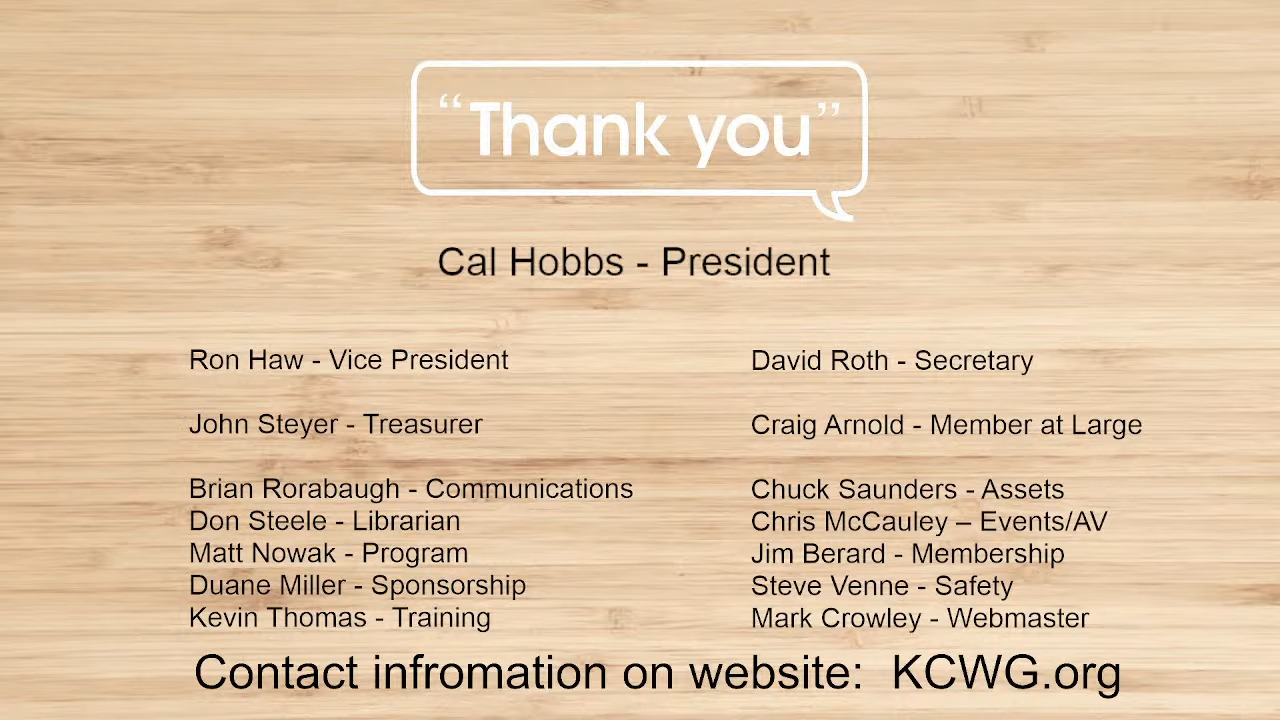 “Thank you”
Cal Hobbs - President
Ron Haw - Vice President
David Roth - Secretary
John Steyer - Treasurer
Craig Arnold - Member at Large
Brian Rorabaugh - Communications
Don Steele - Librarian
Matt Nowak - Program
Duane Miller - Sponsorship
Kevin Thomas - Training
Chuck Saunders - Assets
Chris McCauley – Events/AV
Jim Berard - Membership
Steve Venne - Safety
Mark Crowley - Webmaster
Contact infromation on website: KCWG.org